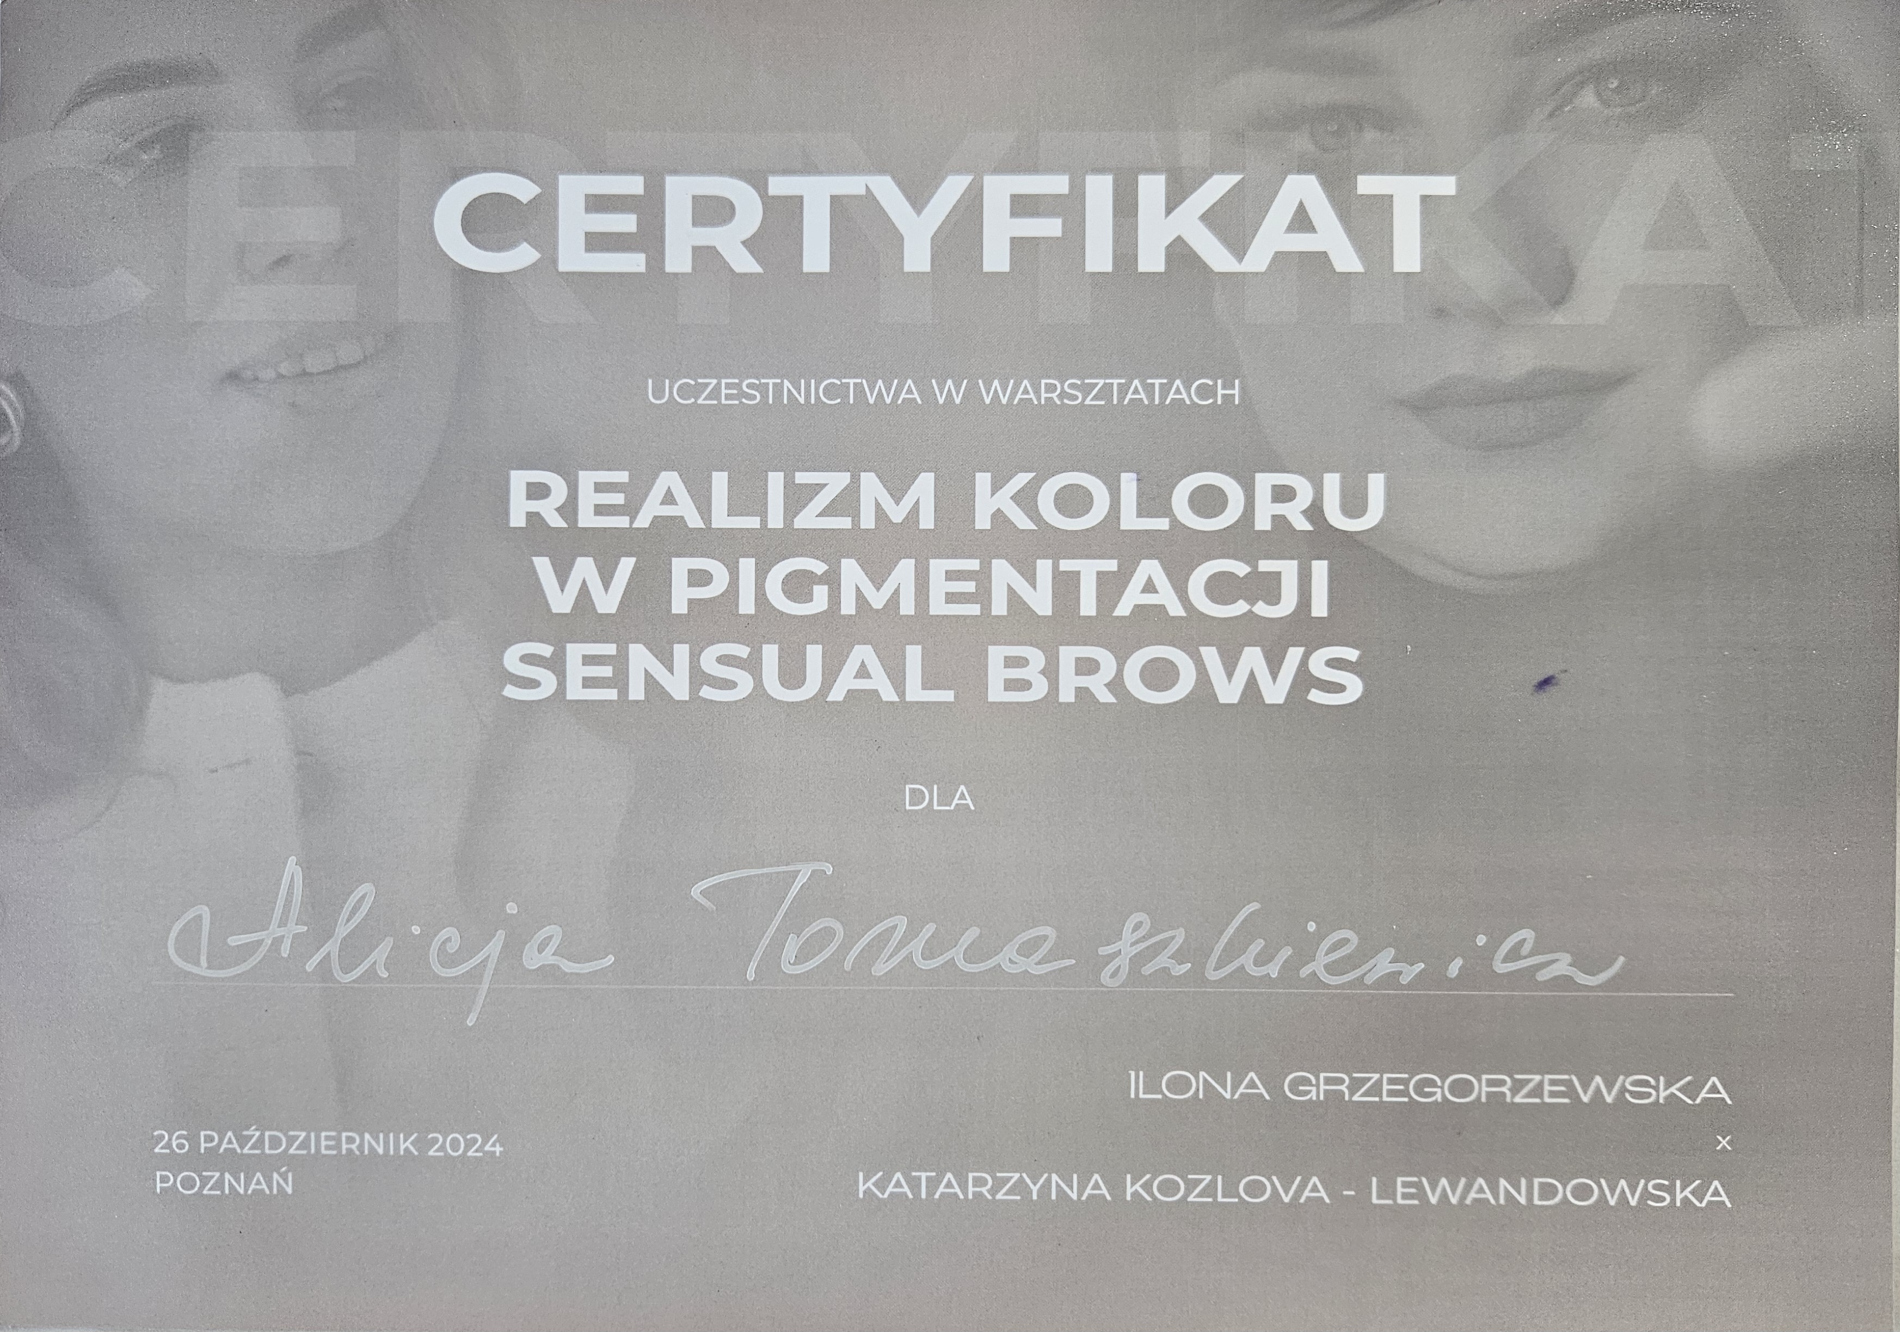 CERTYFIKAT
CERTYFIKAT
UCZESTNICTWA W WARSZTATACH
REALIZM KOLORU
W PIGMENTACJI
SENSUAL BROWS
DLA
Alicja Tomaszkiewicz
ILONA GRZEGORZEWSKA
x
KATARZYNA KOZLOVA - LEWANDOWSKA
26 PAŹDZIERNIK 2024
POZNAŃ